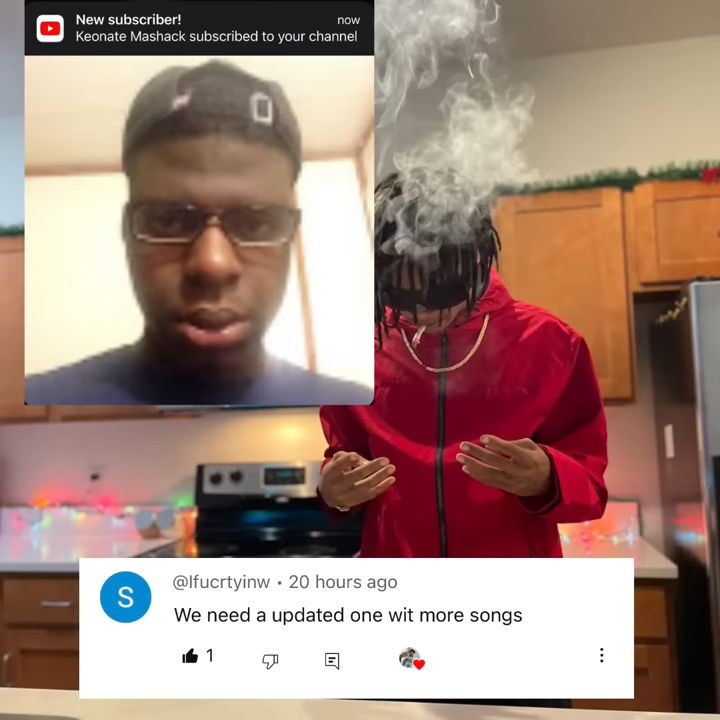 New subscriber!
now
Keonate Mashack subscribed to your channel
@lfucrtyinw • 20 hours ago
We need a updated one wit more songs
1
S